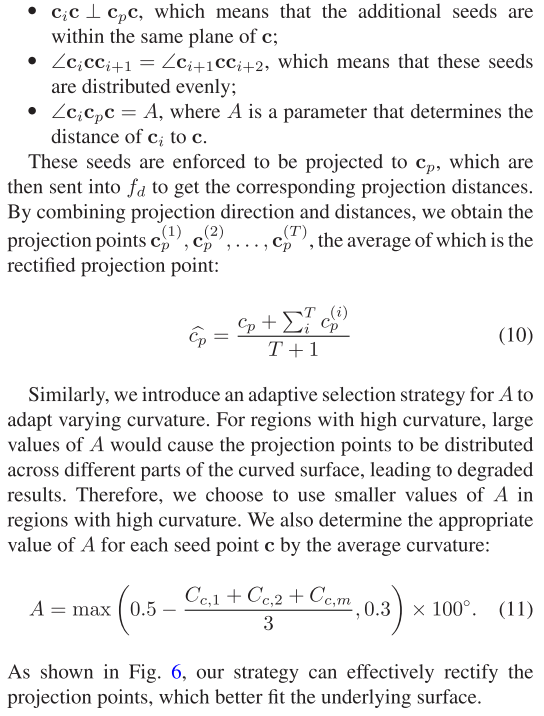 • $\mathbf{c}_i\mathbf{c} \perp \mathbf{c}_p\mathbf{c}$, which means that the additional seeds are
within the same plane of $\mathbf{c}$;
• $\angle\mathbf{c}_i\mathbf{c}\mathbf{c}_{i+1} = \angle\mathbf{c}_{i+1}\mathbf{c}\mathbf{c}_{i+2}$, which means that these seeds
are distributed evenly;
• $\angle\mathbf{c}_i\mathbf{c}_p\mathbf{c} = A$, where $A$ is a parameter that determines the
distance of $\mathbf{c}_i$ to $\mathbf{c}$.
These seeds are enforced to be projected to $\mathbf{c}_p$, which are
then sent into $f_d$ to get the corresponding projection distances.
By combining projection direction and distances, we obtain the
projection points $\mathbf{c}_p^{(1)}, \mathbf{c}_p^{(2)}, \ldots, \mathbf{c}_p^{(T)}$, the average of which is the
rectified projection point:
$\widehat{c_p} = \frac{c_p + \sum_i^T c_p^{(i)}}{T + 1}$ (10)
Similarly, we introduce an adaptive selection strategy for $A$ to
adapt varying curvature. For regions with high curvature, large
values of $A$ would cause the projection points to be distributed
across different parts of the curved surface, leading to degraded
results. Therefore, we choose to use smaller values of $A$ in
regions with high curvature. We also determine the appropriate
value of $A$ for each seed point $\mathbf{c}$ by the average curvature:
$A = \max\left(0.5 - \frac{C_{c,1} + C_{c,2} + C_{c,m}}{3}, 0.3\right) \times 100^\circ.$ (11)
As shown in Fig. 6, our strategy can effectively rectify the
projection points, which better fit the underlying surface.